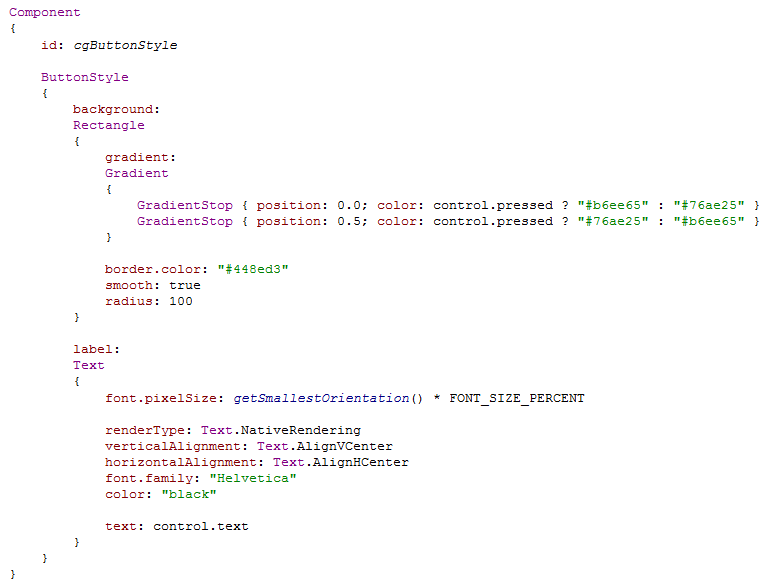 Component
{
    id: cgButtonStyle

    ButtonStyle
    {
        background:
        Rectangle
        {
            gradient:
            Gradient
            {
                GradientStop { position: 0.0; color: control.pressed ? "#b6ee65" : "#76ae25" }
                GradientStop { position: 0.5; color: control.pressed ? "#76ae25" : "#b6ee65" }
            }

            border.color: "#448ed3"
            smooth: true
            radius: 100
        }

        label:
        Text
        {
            font.pixelSize: getSmallestOrientation() * FONT_SIZE_PERCENT

            renderType: Text.NativeRendering
            verticalAlignment: Text.AlignVCenter
            horizontalAlignment: Text.AlignHCenter
            font.family: "Helvetica"
            color: "black"

            text: control.text
        }
    }
}